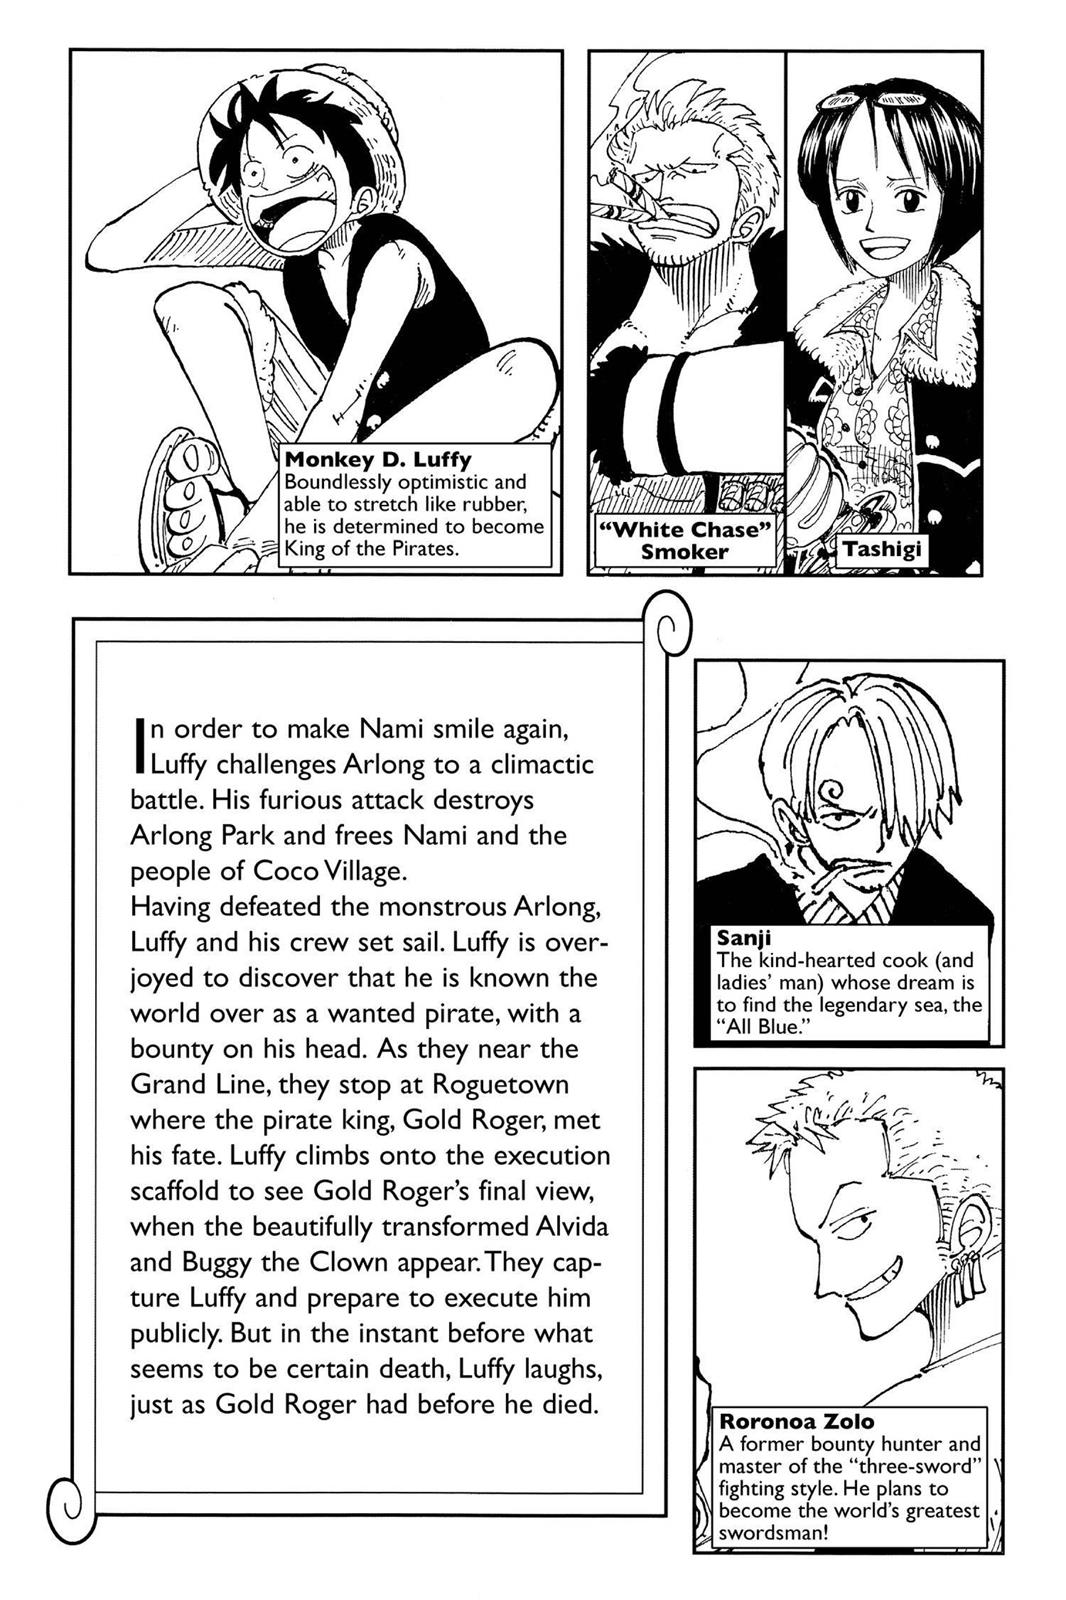 Monkey D. Luffy
Boundlessly optimistic and
able to stretch like rubber,
he is determined to become
King of the Pirates.
“White Chase”
Smoker
Tashigi
In order to make Nami smile again,
Luffy challenges Arlong to a climactic
battle. His furious attack destroys
Arlong Park and frees Nami and the
people of Coco Village.
Having defeated the monstrous Arlong,
Luffy and his crew set sail. Luffy is over-
joyed to discover that he is known the
world over as a wanted pirate, with a
bounty on his head. As they near the
Grand Line, they stop at Roguetown
where the pirate king, Gold Roger, met
his fate. Luffy climbs onto the execution
scaffold to see Gold Roger’s final view,
when the beautifully transformed Alvida
and Buggy the Clown appear. They cap-
ture Luffy and prepare to execute him
publicly. But in the instant before what
seems to be certain death, Luffy laughs,
just as Gold Roger had before he died.
Sanji
The kind-hearted cook (and
ladies’ man) whose dream is
to find the legendary sea, the
“All Blue.”
Roronoa Zolo
A former bounty hunter and
master of the “three-sword”
fighting style. He plans to
become the world’s greatest
swordsman!